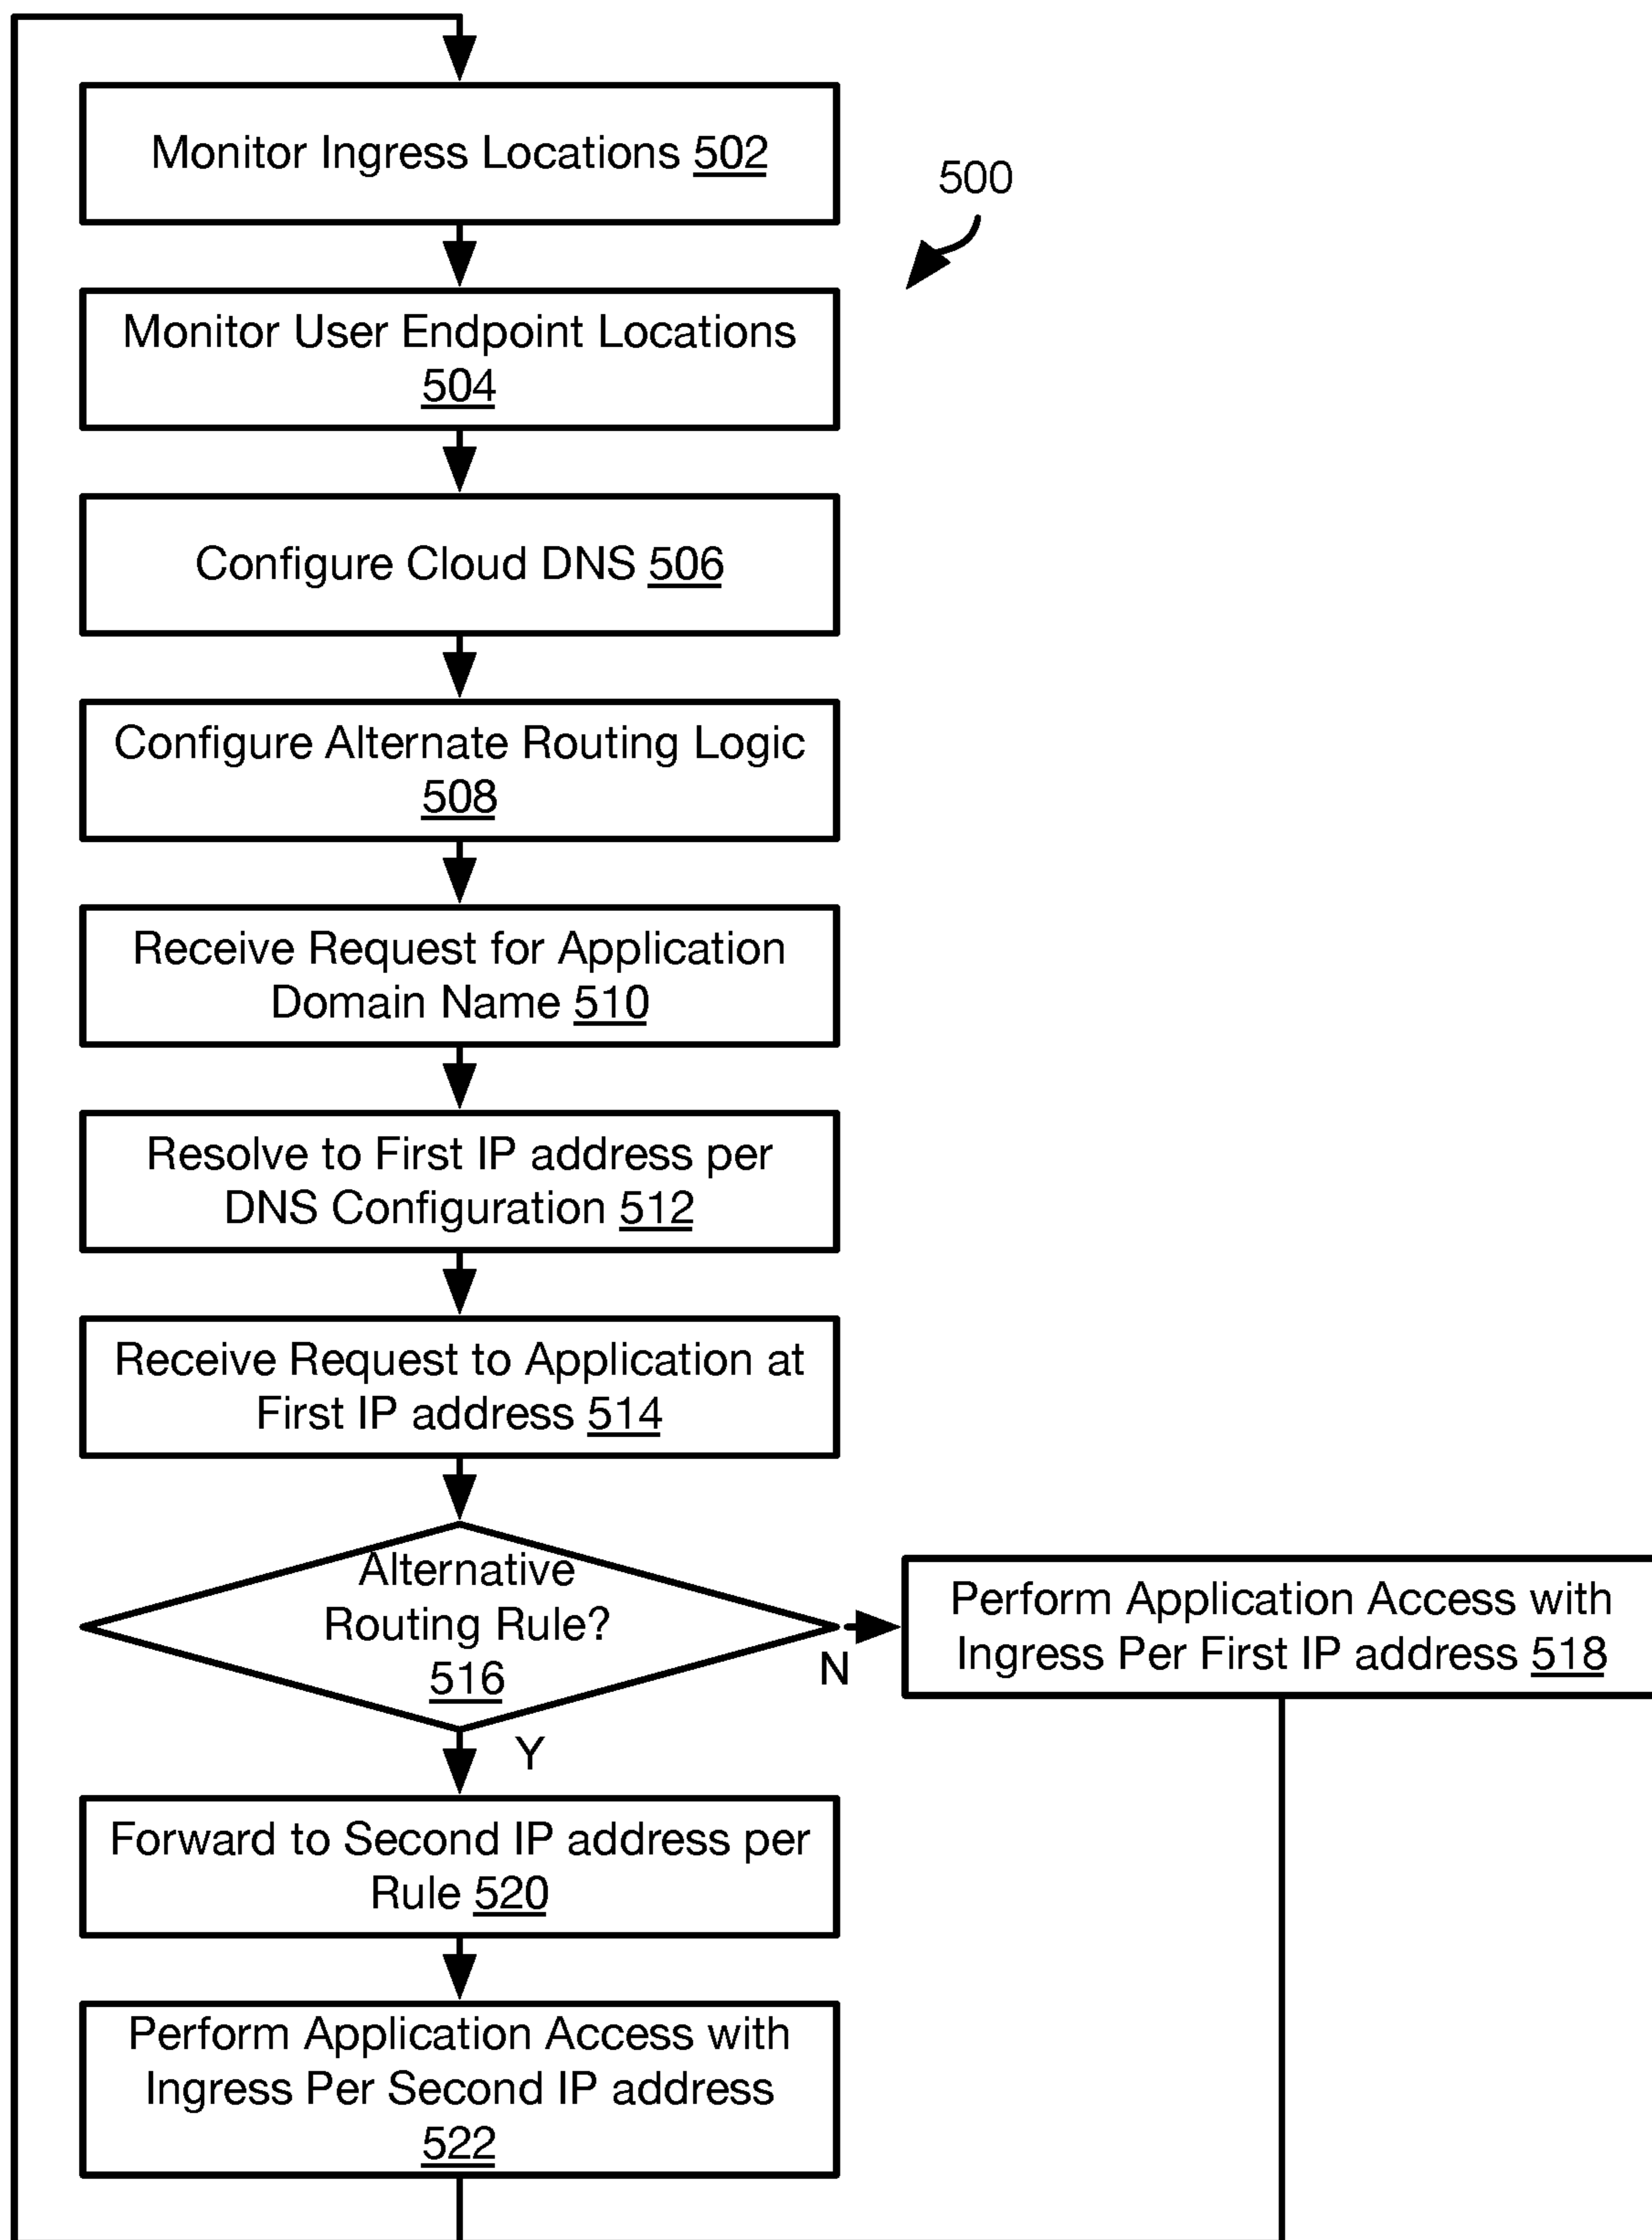 Monitor Ingress Locations 502
500
Monitor User Endpoint Locations
504
Configure Cloud DNS 506
Configure Alternate Routing Logic
508
Receive Request for Application
Domain Name 510
Resolve to First IP address per
DNS Configuration 512
Receive Request to Application at
First IP address 514
Alternative
Routing Rule?
516
N
Perform Application Access with
Ingress Per First IP address 518
Y
Forward to Second IP address per
Rule 520
Perform Application Access with
Ingress Per Second IP address
522